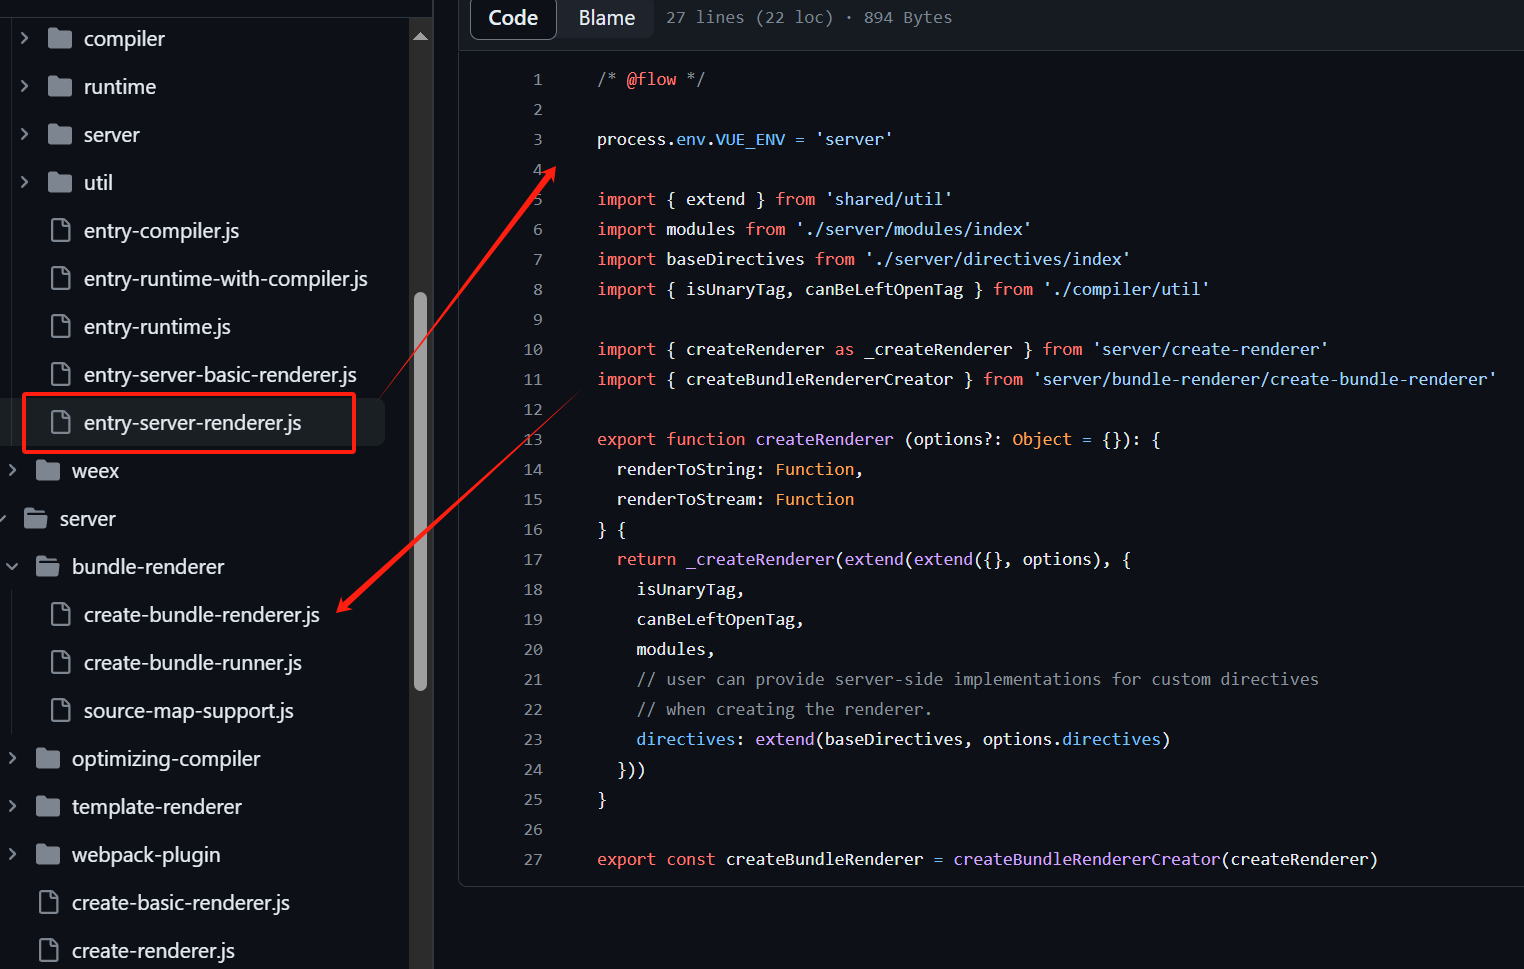 compiler
runtime
server
util
entry-compiler.js
entry-runtime-with-compiler.js
entry-runtime.js
entry-server-basic-renderer.js
entry-server-renderer.js
weex
server
bundle-renderer
create-bundle-renderer.js
create-bundle-runner.js
source-map-support.js
optimizing-compiler
template-renderer
webpack-plugin
create-basic-renderer.js
create-renderer.js
Code Blame 27 lines (22 loc) · 894 Bytes
1 /* @flow */
2
3 process.env.VUE_ENV = 'server'
4
5 import { extend } from 'shared/util'
6 import modules from './server/modules/index'
7 import baseDirectives from './server/directives/index'
8 import { isUnaryTag, canBeLeftOpenTag } from './compiler/util'
9
10 import { createRenderer as _createRenderer } from 'server/create-renderer'
11 import { createBundleRendererCreator } from 'server/bundle-renderer/create-bundle-renderer'
12
13 export function createRenderer (options?: Object = {}): {
14 renderToString: Function,
15 renderToStream: Function
16 } {
17 return _createRenderer(extend(extend({}, options), {
18 isUnaryTag,
19 canBeLeftOpenTag,
20 modules,
21 // user can provide server-side implementations for custom directives
22 // when creating the renderer.
23 directives: extend(baseDirectives, options.directives)
24 }))
25 }
26
27 export const createBundleRenderer = createBundleRendererCreator(createRenderer)